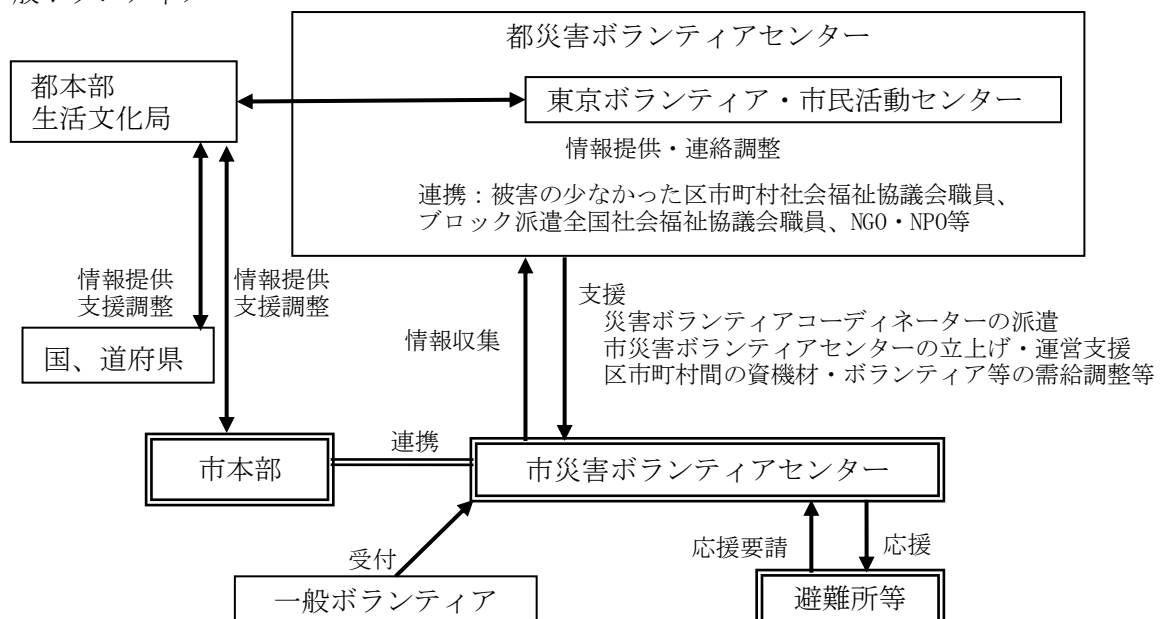 都災害ボランティアセンター
都本部
生活文化局
東京ボランティア・市民活動センター
情報提供・連絡調整
連携：被害の少なかった区市町村社会福祉協議会職員、
ブロック派遣全国社会福祉協議会職員、NGO・NPO等
情報提供
支援調整
情報提供
支援調整
国、道府県
情報収集
支援
災害ボランティアコーディネーターの派遣
市災害ボランティアセンターの立上げ・運営支援
区市町村間の資機材・ボランティア等の需給調整等
市本部
連携
市災害ボランティアセンター
受付
応援要請
応援
一般ボランティア
避難所等